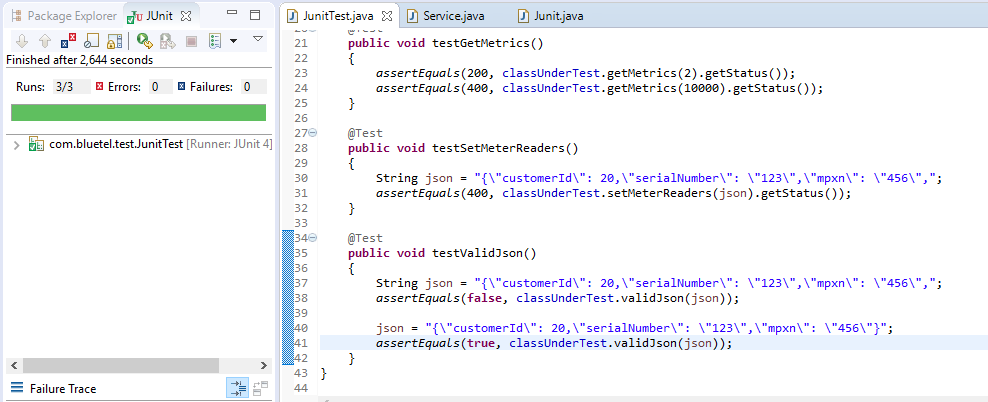 Package Explorer JUnit
Finished after 2,644 seconds
Runs: 3/3 Errors: 0 Failures: 0
com.bluetel.test.JunitTest [Runner: JUnit 4]
Failure Trace
JunitTest.java Service.java Junit.java
20 @Test
21 public void testGetMetrics()
22 {
23 assertEquals(200, classUnderTest.getMetrics(2).getStatus());
24 assertEquals(400, classUnderTest.getMetrics(10000).getStatus());
25 }
26
27 @Test
28 public void testSetMeterReaders()
29 {
30 String json = "{\"customerId\": 20,\"serialNumber\": \"123\",\"mpxn\": \"456\",";
31 assertEquals(400, classUnderTest.setMeterReaders(json).getStatus());
32 }
33
34 @Test
35 public void testValidJson()
36 {
37 String json = "{\"customerId\": 20,\"serialNumber\": \"123\",\"mpxn\": \"456\",";
38 assertEquals(false, classUnderTest.validJson(json));
39
40 json = "{\"customerId\": 20,\"serialNumber\": \"123\",\"mpxn\": \"456\"}";
41 assertEquals(true, classUnderTest.validJson(json));
42 }
43 }
44